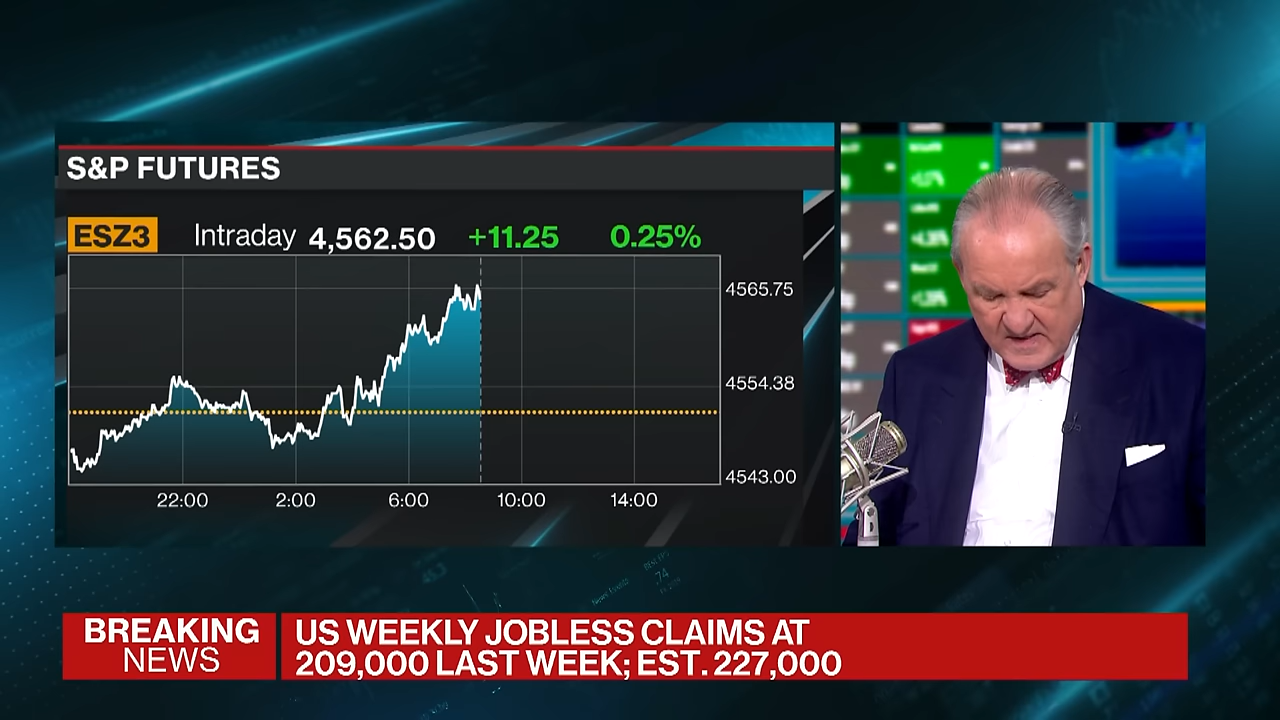 S&P FUTURES
ESZ3 Intraday 4,562.50 +11.25 0.25%
4565.75
4554.38
4543.00
22:00 2:00 6:00 10:00 14:00
BREAKING NEWS
US WEEKLY JOBLESS CLAIMS AT
209,000 LAST WEEK; EST. 227,000